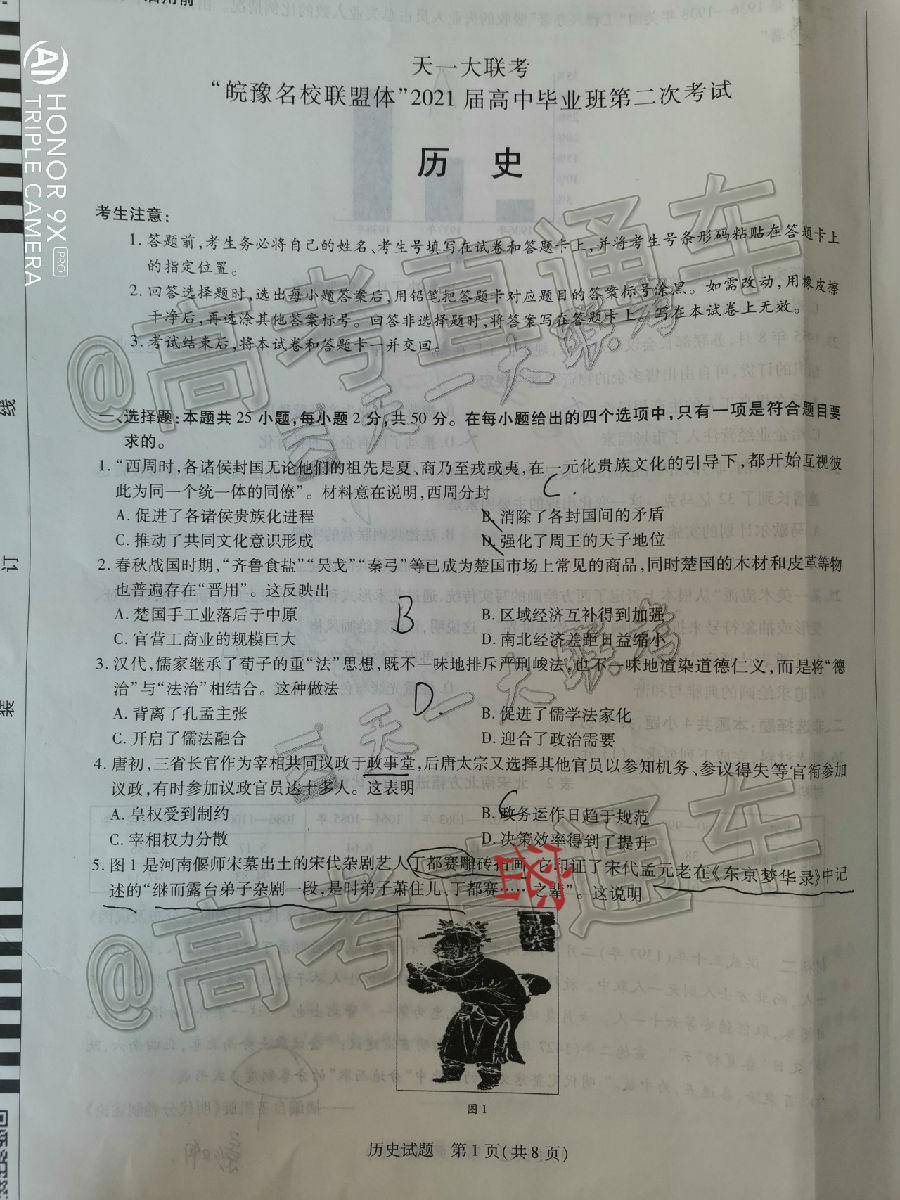 天一大联考
“皖豫名校联盟体”2021届高中毕业班第二次考试
历 史
考生注意:
1. 答题前,考生务必将自己的姓名、考生号填写在试卷和答题卡上,并将考生号条形码粘贴在答题卡上
的指定位置。
2. 回答选择题时,选出每小题答案后,用铅笔把答题卡对应题目的答案标号涂黑。如需改动,用橡皮擦
干净后,再选涂其他答案标号。回答非选择题时,将答案写在答题卡上。写在本试卷上无效。
3. 考试结束后,将本试卷和答题卡一并交回。
一、选择题:本题共25小题,每小题2分,共50分。在每小题给出的四个选项中,只有一项是符合题目要
求的。
1. “西周时,各诸侯封国无论他们的祖先是夏、商乃至戎或夷,在一元化贵族文化的引导下,都开始互视彼
此为同一个统一体的同僚”。材料意在说明,西周分封
C
A. 促进了各诸侯贵族化进程
B. 消除了各封国间的矛盾
C. 推动了共同文化意识形成
D. 强化了周王的天子地位
2. 春秋战国时期,“齐鲁食盐”“吴戈”“秦弓”等已成为楚国市场上常见的商品,同时楚国的木材和皮革等物
也普遍存在“晋用”。这反映出
A. 楚国手工业落后于中原
B
B. 区域经济互补得到加强
C. 官营工商业的规模巨大
D. 南北经济差距日益缩小
3. 汉代,儒家继承了荀子的重“法”思想,既不一味地排斥严刑峻法,也不一味地渲染道德仁义,而是将“德
治”与“法治”相结合。这种做法
D.
A. 背离了孔孟主张
B. 促进了儒学法家化
C. 开启了儒法融合
D. 迎合了政治需要
4. 唐初,三省长官作为宰相共同议政于政事堂,后唐太宗又选择其他官员以参知机务、参议得失等官衔参加
议政,有时参加议政官员达十多人。这表明
C
A. 皇权受到制约
B. 政务运作日趋于规范
C. 宰相权力分散
D. 决策效率得到了提升
5. 图1是河南偃师宋墓出土的宋代杂剧艺人丁都赛雕砖拓画,它印证了宋代孟元老在《东京梦华录》中记
述的“继而露台弟子杂剧一段,是时弟子萧住儿、丁都赛……之辈”。这说明
图1
历史试题 第1页(共8页)
HONOR 9X PRO
AI TRIPLE CAMERA
@高考直通车
@高考直通车
线
订
装